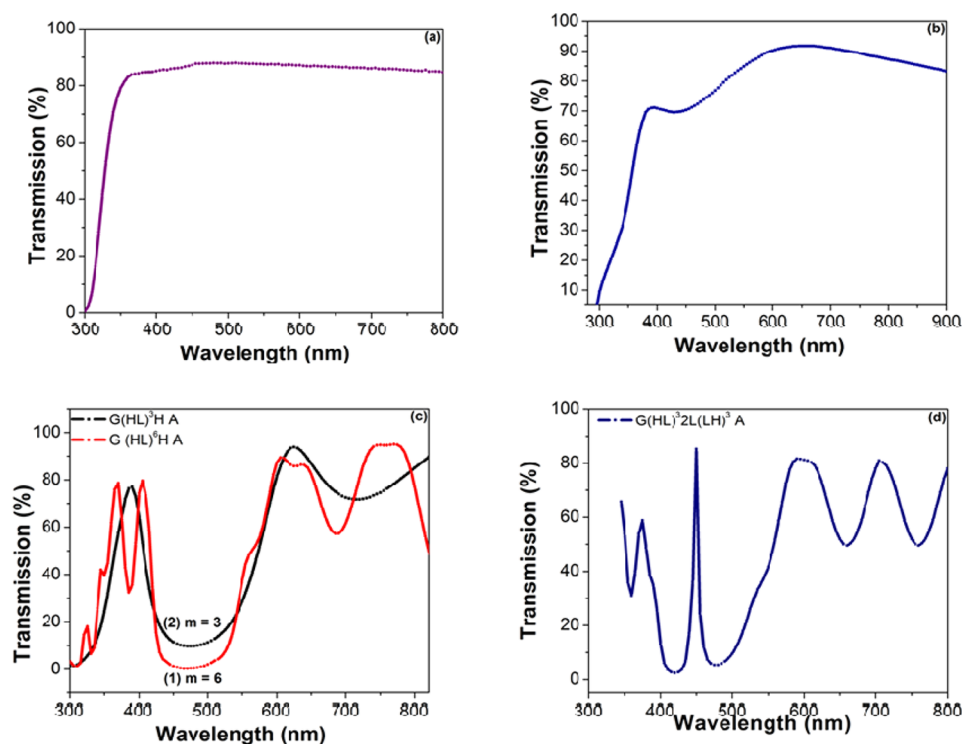 (a)
Transmission (%)
100
80
60
40
20
0
300 400 500 600 700 800
Wavelength (nm)
(b)
Transmission (%)
100
90
80
70
60
50
40
30
20
10
300 400 500 600 700 800 900
Wavelength (nm)
(c)
G(HL)³H A
G (HL)⁶H A
Transmission (%)
100
80
60
40
20
0
(2) m = 3
(1) m = 6
300 400 500 600 700 800
Wavelength (nm)
(d)
G(HL)³2L(LH)³ A
Transmission (%)
100
80
60
40
20
0
400 500 600 700 800
Wavelength (nm)